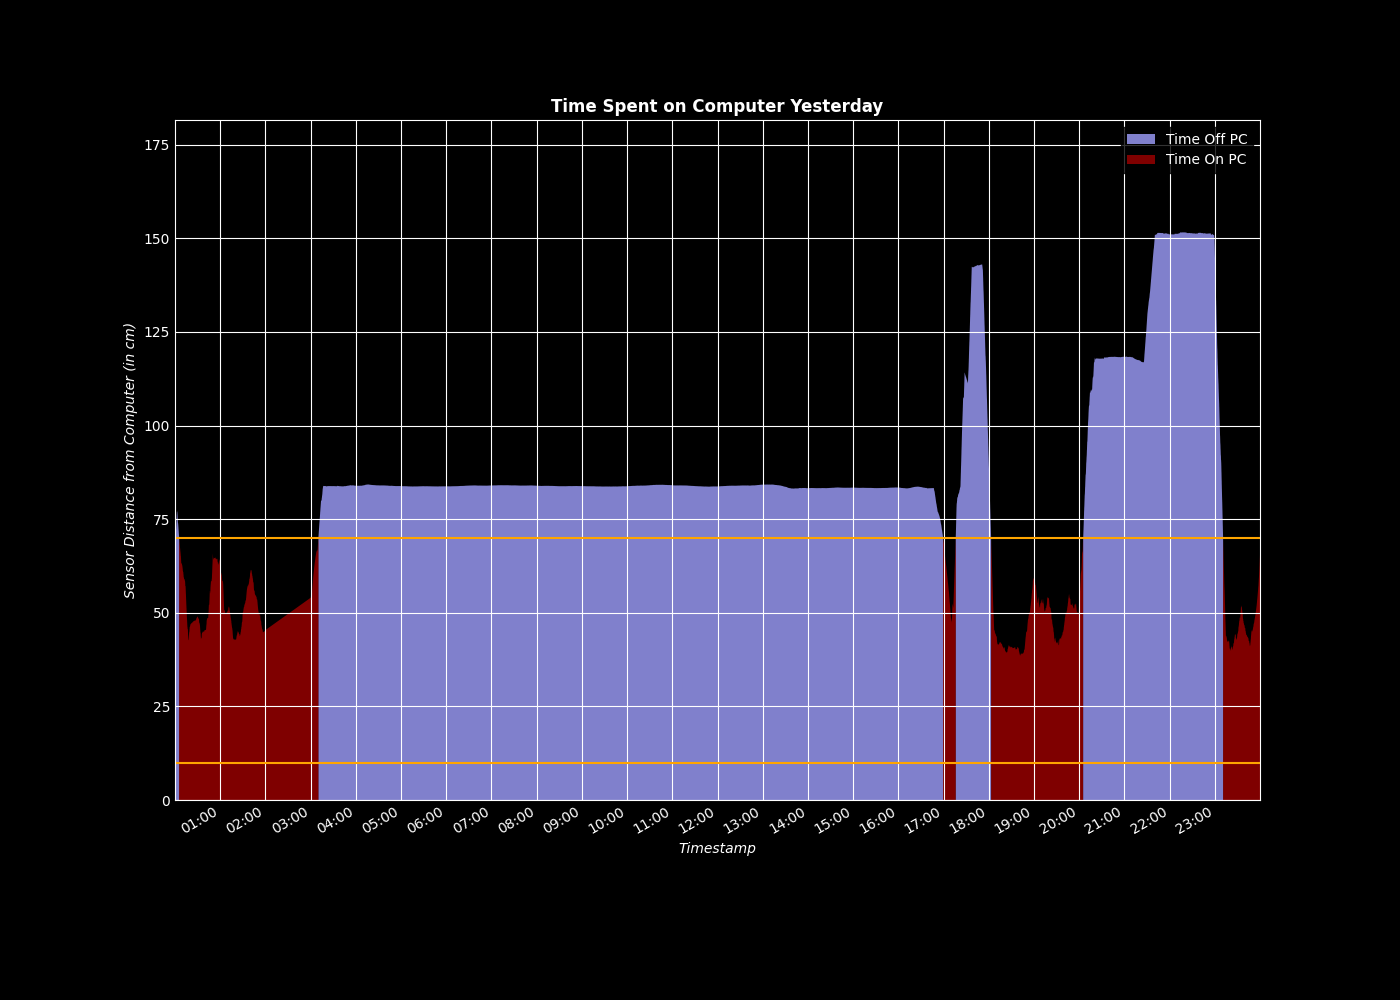 Time Spent on Computer Yesterday
Time Off PC
Time On PC
175
150
125
100
75
50
25
0
Sensor Distance from Computer (in cm)
01:00 02:00 03:00 04:00 05:00 06:00 07:00 08:00 09:00 10:00 11:00 12:00 13:00 14:00 15:00 16:00 17:00 18:00 19:00 20:00 21:00 22:00 23:00
Timestamp